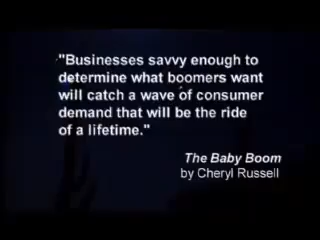 "Businesses savvy enough to
determine what boomers want
will catch a wave of consumer
demand that will be the ride
of a lifetime."
The Baby Boom
by Cheryl Russell